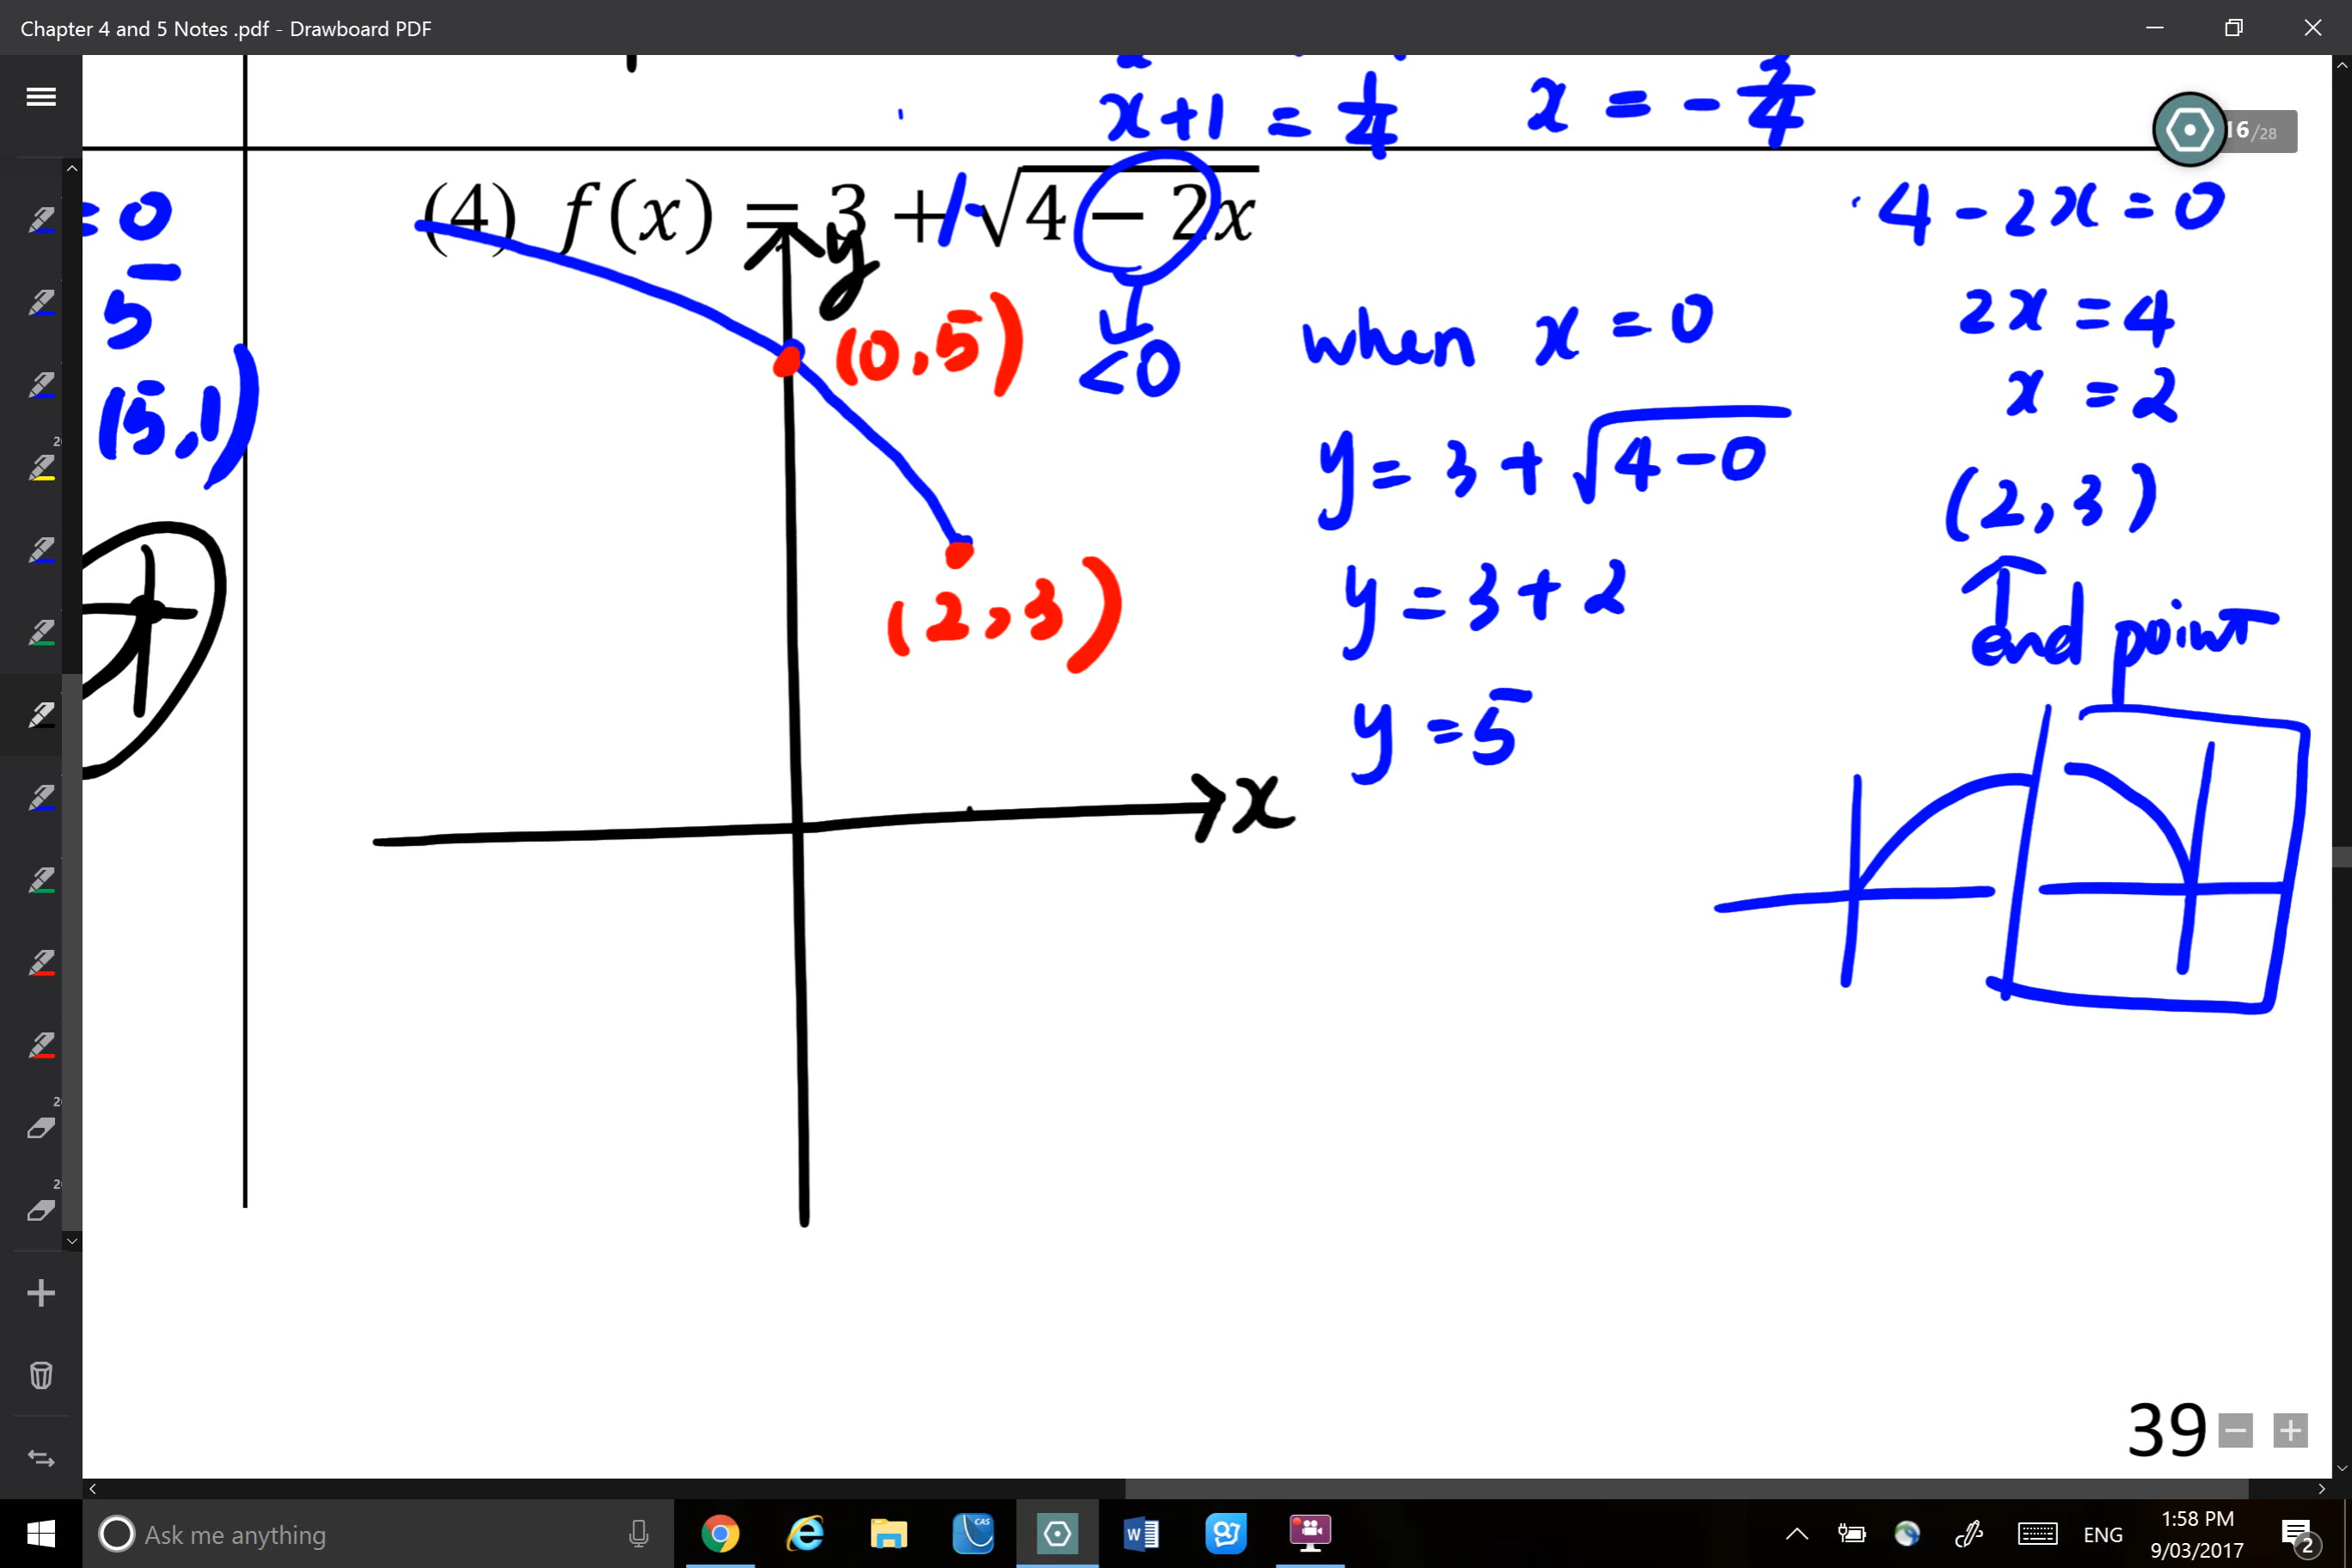 Chapter 4 and 5 Notes .pdf - Drawboard PDF
x+1 = 1/4
x = - 3/4
16/28
= 0
5
(5,1)
(4) f(x) = 3 + √4 − 2x
y
(0,5)
<0
(2,3)
x
when x = 0
y = 3 + √4-0
y = 3 + 2
y = 5
4 - 2x = 0
2x = 4
x = 2
(2,3)
end point
39
Ask me anything
CAS
ENG
1:58 PM
9/03/2017
2